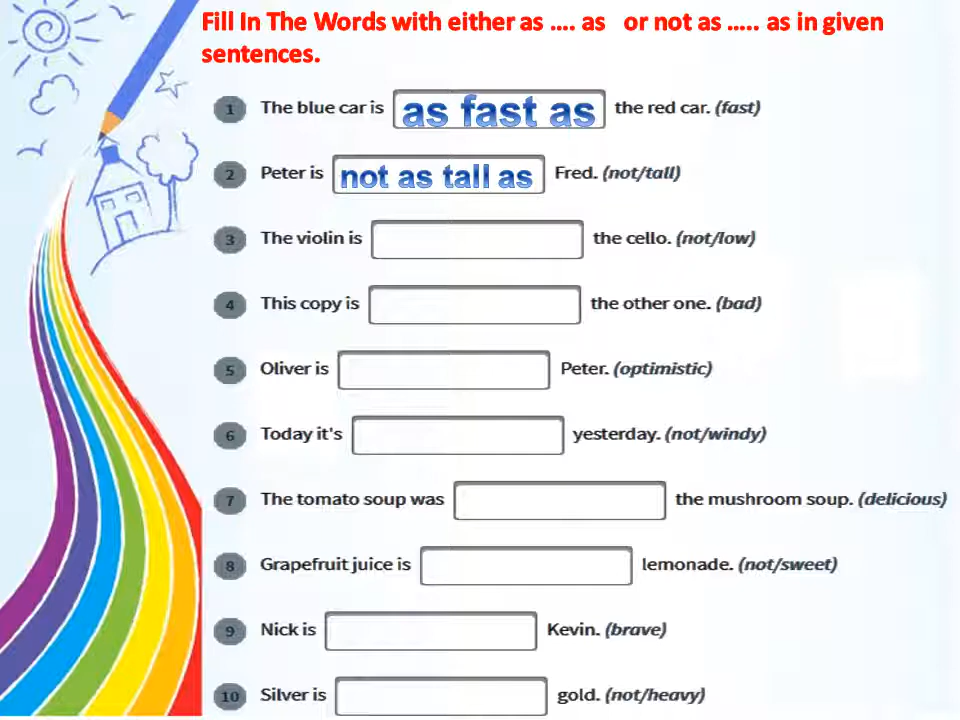 Fill In The Words with either as .... as or not as ..... as in given
sentences.
1 The blue car is as fast as the red car. (fast)
2 Peter is not as tall as Fred. (not/tall)
3 The violin is the cello. (not/low)
4 This copy is the other one. (bad)
5 Oliver is Peter. (optimistic)
6 Today it's yesterday. (not/windy)
7 The tomato soup was the mushroom soup. (delicious)
8 Grapefruit juice is lemonade. (not/sweet)
9 Nick is Kevin. (brave)
10 Silver is gold. (not/heavy)